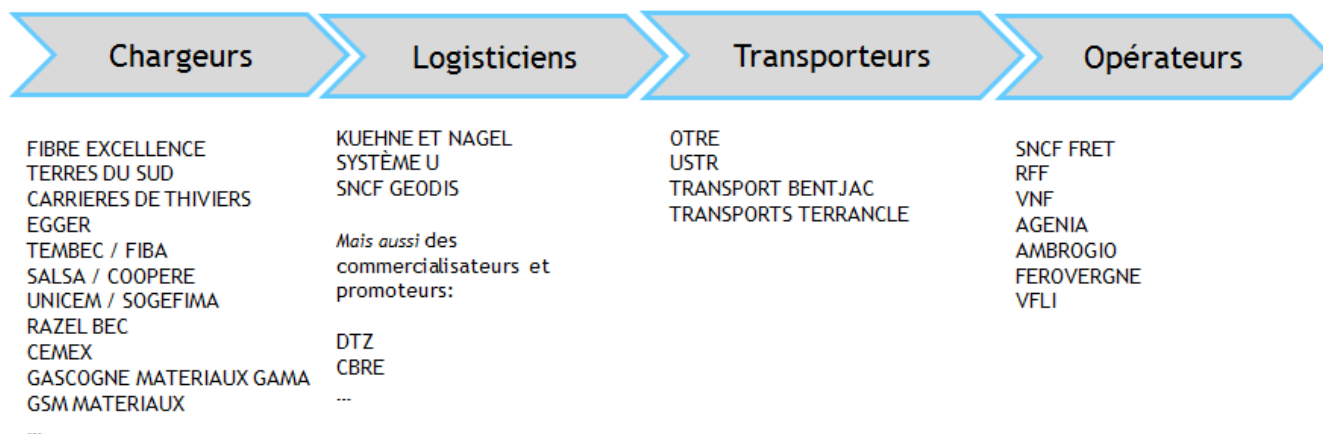 Chargeurs
Logisticiens
Transporteurs
Opérateurs
FIBRE EXCELLENCE
TERRES DU SUD
CARRIERES DE THIVIERS
EGGER
TEMBEC / FIBA
SALSA / COOPERE
UNICEM / SOGEFIMA
RAZEL BEC
CEMEX
GASCOGNE MATERIAUX GAMA
GSM MATERIAUX
...
KUEHNE ET NAGEL
SYSTÈME U
SNCF GEODIS
Mais aussi des
commercialisateurs et
promoteurs:
DTZ
CBRE
...
OTRE
USTR
TRANSPORT BENTJAC
TRANSPORTS TERRANCLE
SNCF FRET
RFF
VNF
AGENIA
AMBROGIO
FEROVERGNE
VFLI